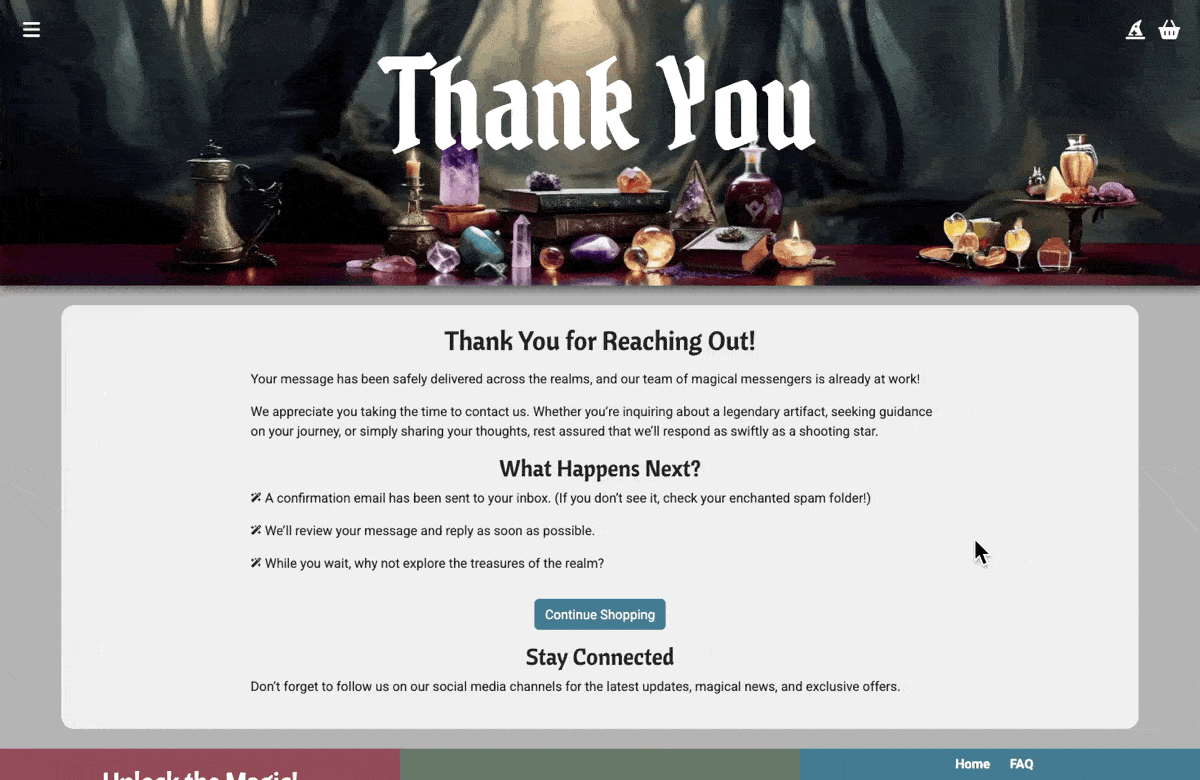 Thank You
Thank You for Reaching Out!
Your message has been safely delivered across the realms, and our team of magical messengers is already at work!
We appreciate you taking the time to contact us. Whether you’re inquiring about a legendary artifact, seeking guidance
on your journey, or simply sharing your thoughts, rest assured that we’ll respond as swiftly as a shooting star.
What Happens Next?
A confirmation email has been sent to your inbox. (If you don’t see it, check your enchanted spam folder!)
We’ll review your message and reply as soon as possible.
While you wait, why not explore the treasures of the realm?
Continue Shopping
Stay Connected
Don’t forget to follow us on our social media channels for the latest updates, magical news, and exclusive offers.
Unlock the Magic!
Home FAQ